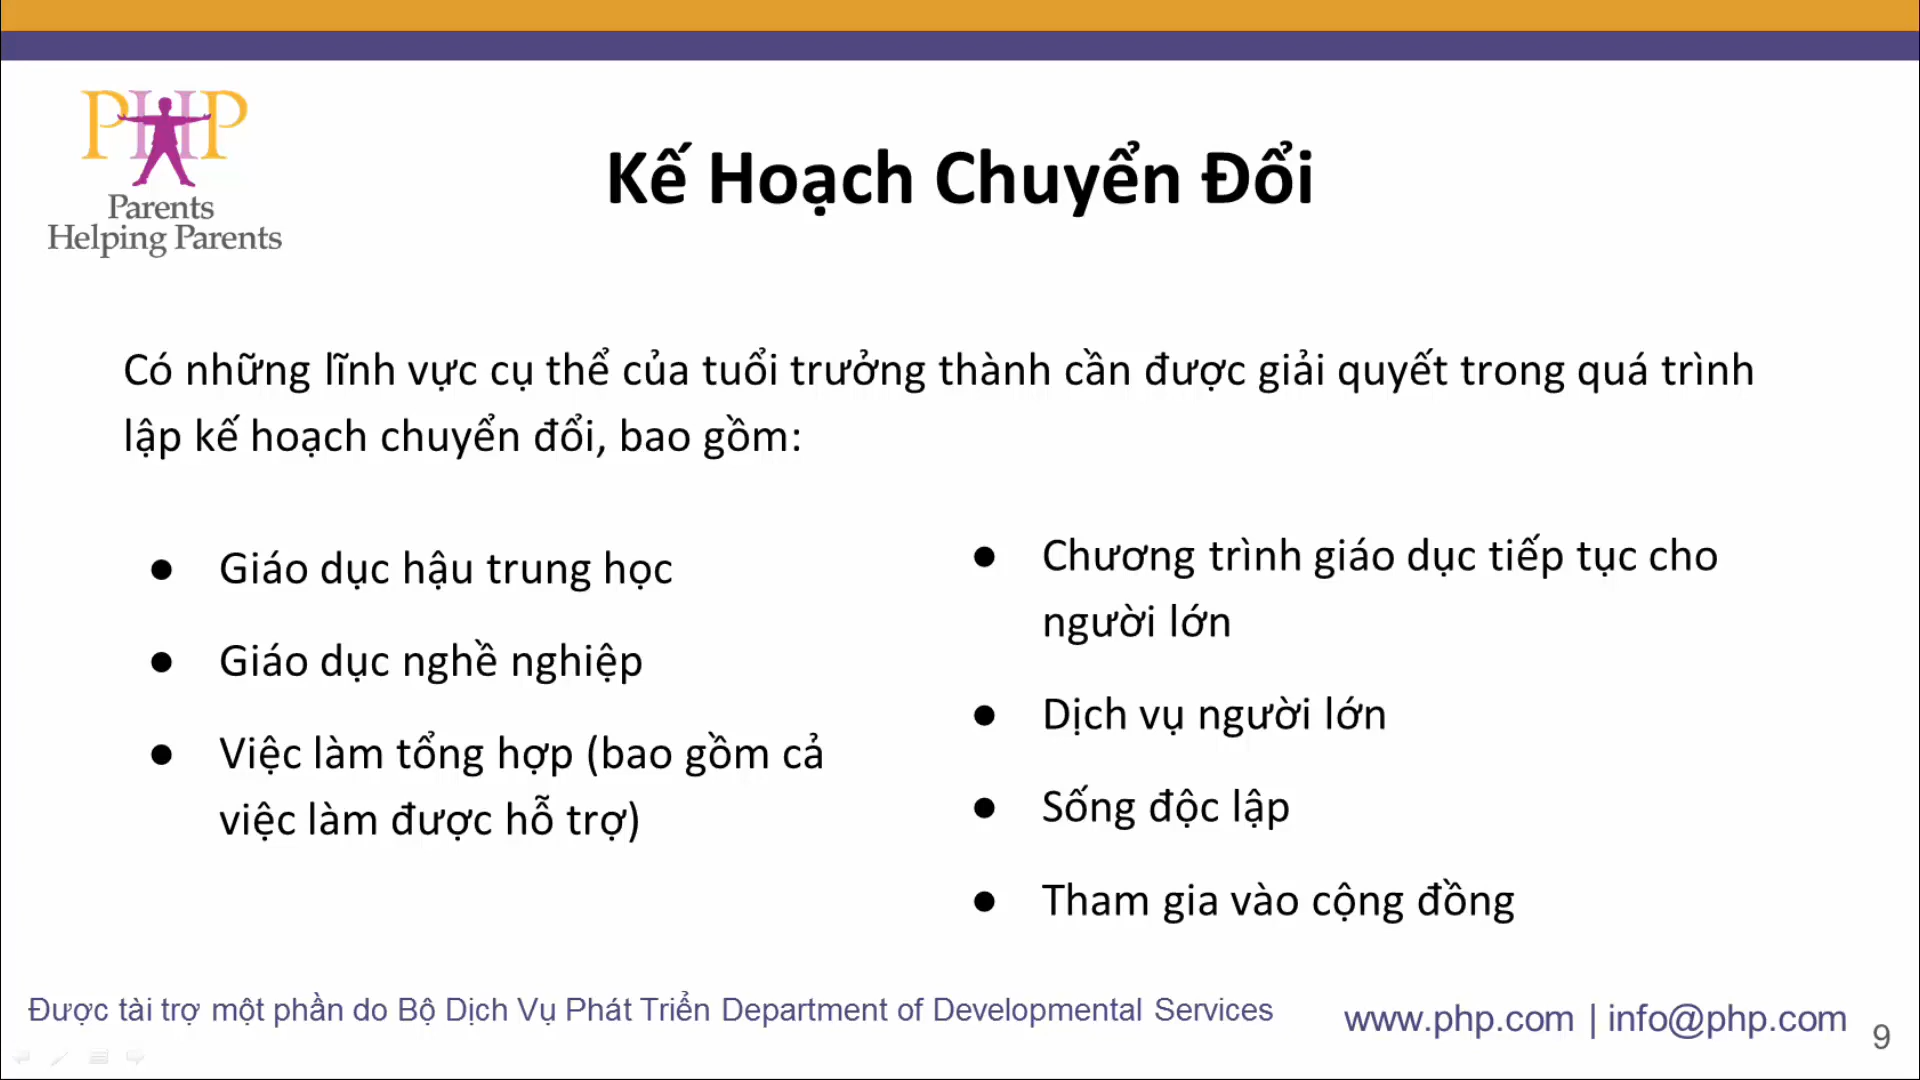 PHP
Parents
Helping Parents
Kế Hoạch Chuyển Đổi
Có những lĩnh vực cụ thể của tuổi trưởng thành cần được giải quyết trong quá trình
lập kế hoạch chuyển đổi, bao gồm:
● Giáo dục hậu trung học
● Giáo dục nghề nghiệp
● Việc làm tổng hợp (bao gồm cả
việc làm được hỗ trợ)
● Chương trình giáo dục tiếp tục cho
người lớn
● Dịch vụ người lớn
● Sống độc lập
● Tham gia vào cộng đồng
Được tài trợ một phần do Bộ Dịch Vụ Phát Triển Department of Developmental Services
www.php.com | info@php.com
9